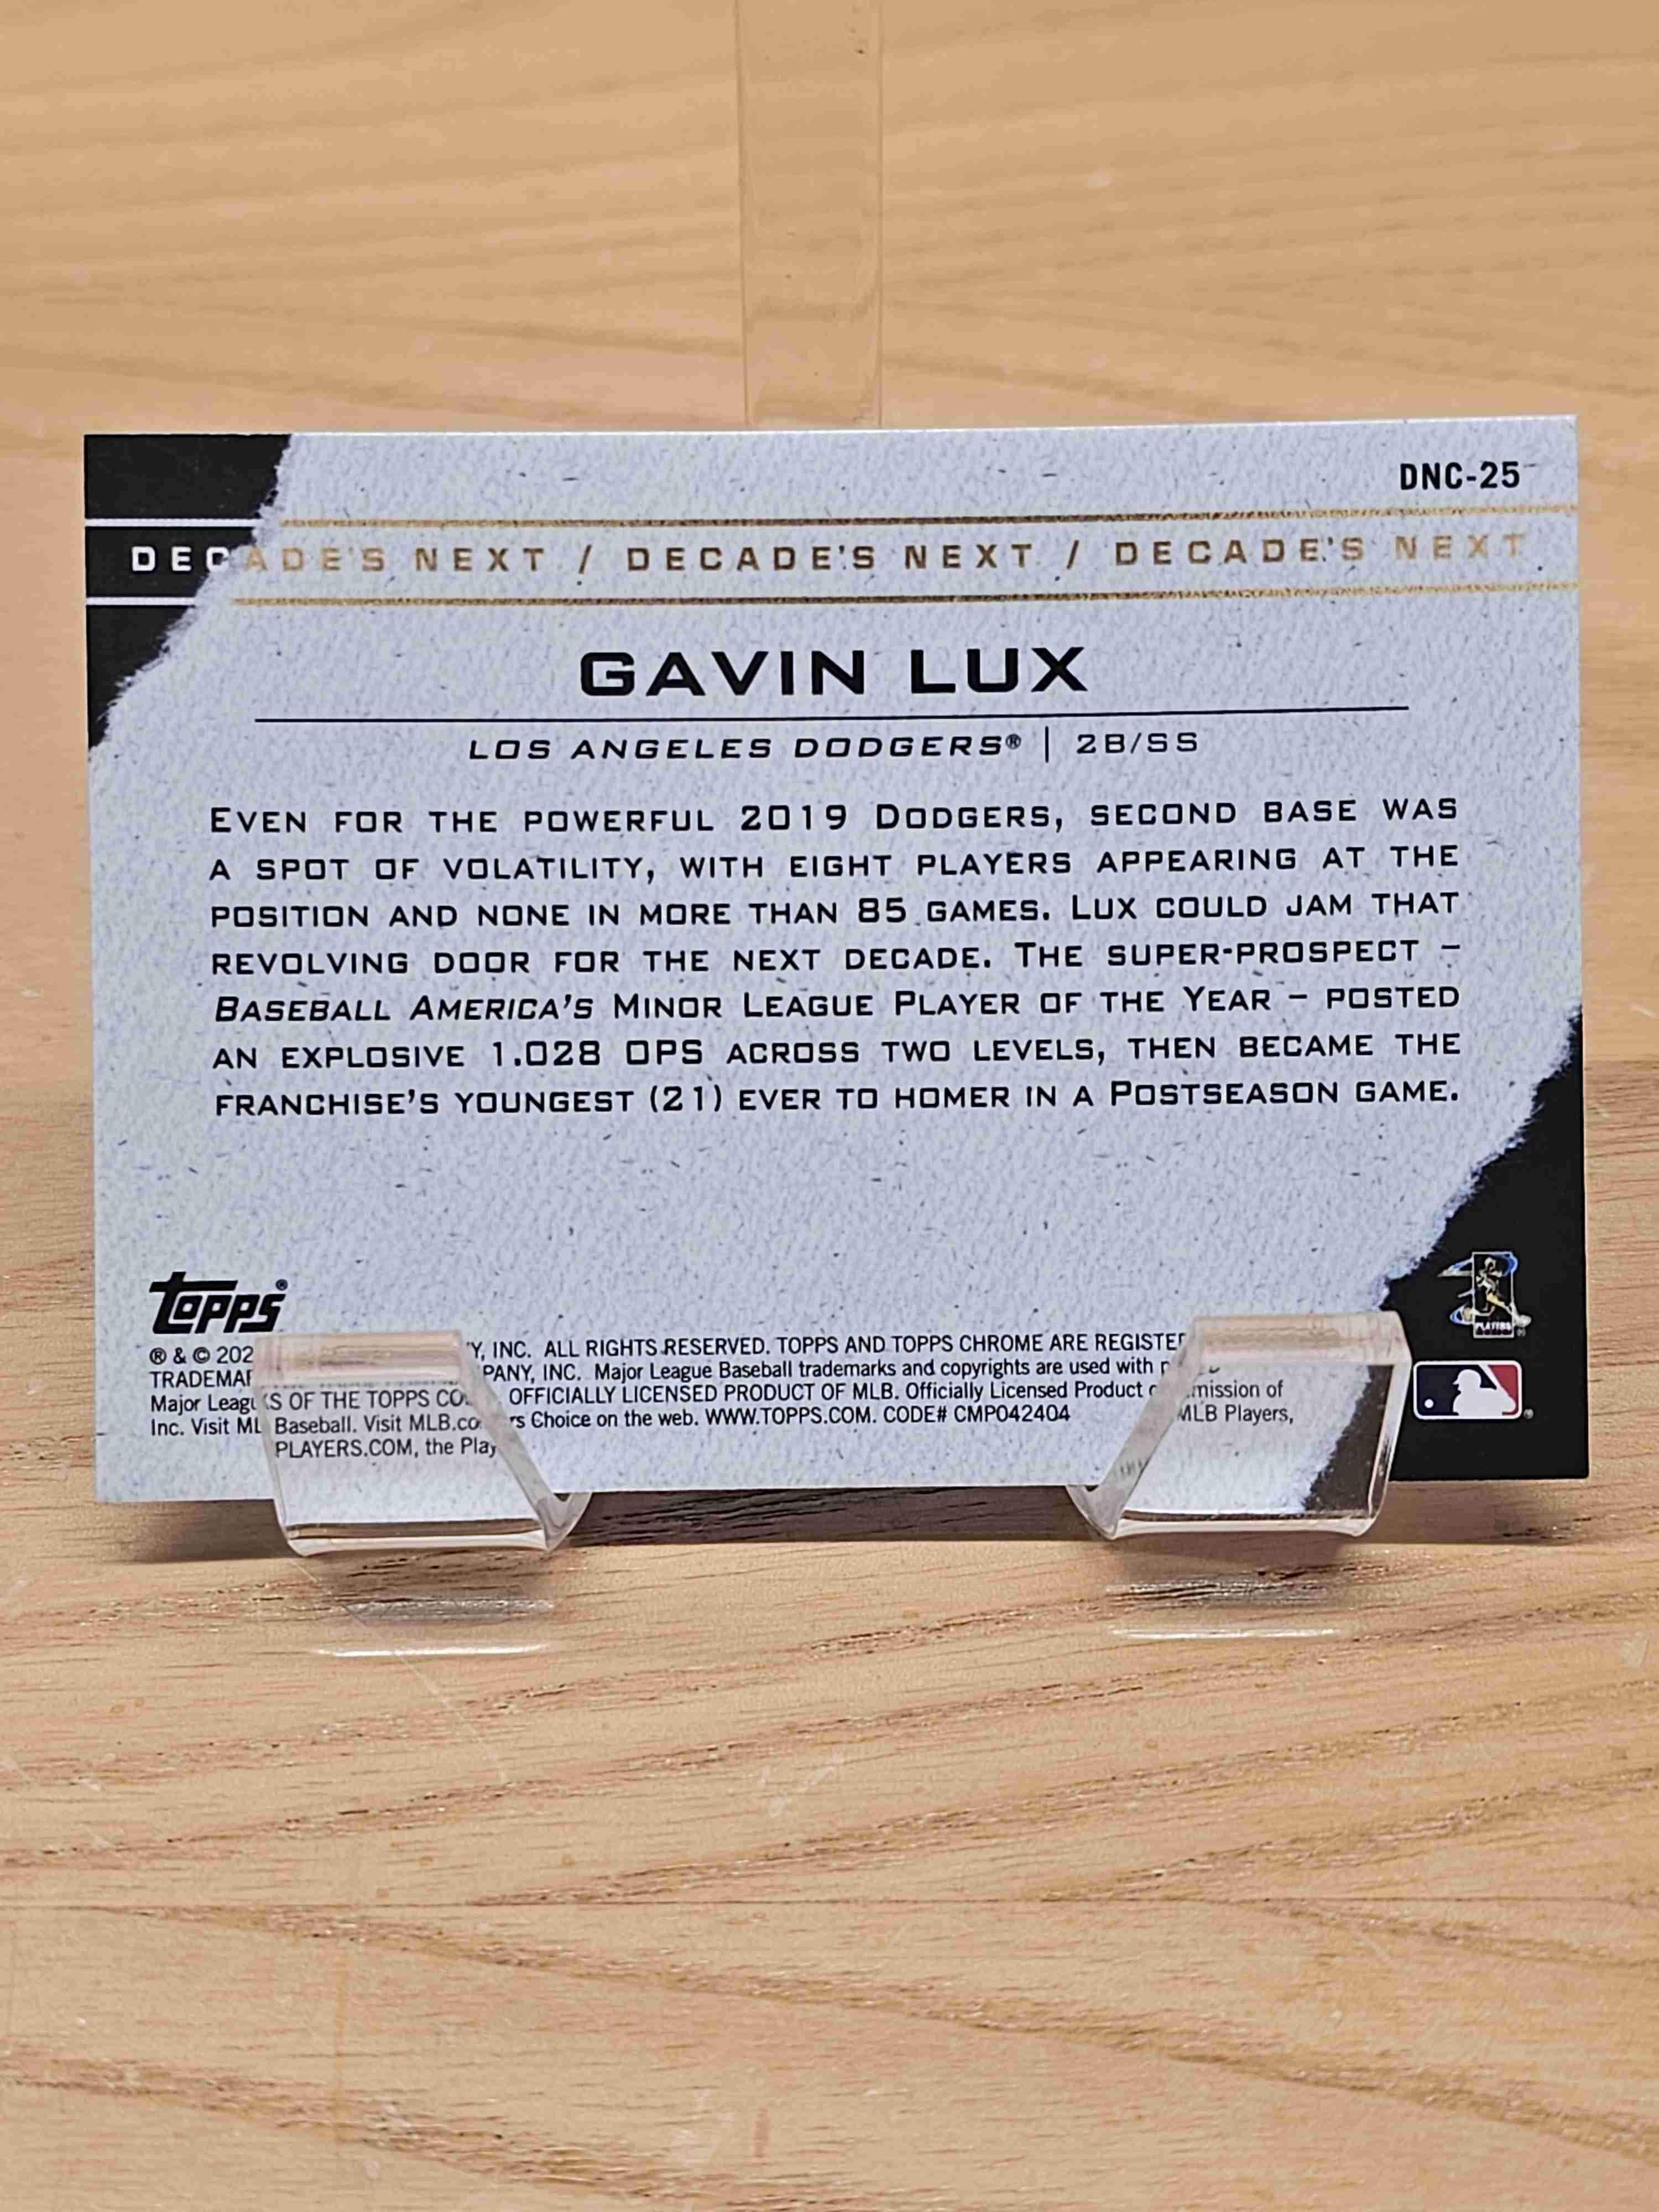 DNC-25
DECADE'S NEXT / DECADE'S NEXT / DECADE'S NEXT
GAVIN LUX
LOS ANGELES DODGERS® | 2B/SS
EVEN FOR THE POWERFUL 2019 DODGERS, SECOND BASE WAS
A SPOT OF VOLATILITY, WITH EIGHT PLAYERS APPEARING AT THE
POSITION AND NONE IN MORE THAN 85 GAMES. LUX COULD JAM THAT
REVOLVING DOOR FOR THE NEXT DECADE. THE SUPER-PROSPECT –
BASEBALL AMERICA'S MINOR LEAGUE PLAYER OF THE YEAR – POSTED
AN EXPLOSIVE 1.028 OPS ACROSS TWO LEVELS, THEN BECAME THE
FRANCHISE'S YOUNGEST (21) EVER TO HOMER IN A POSTSEASON GAME.
TOPPS®
PLAYERS
® & © 202 Y, INC. ALL RIGHTS RESERVED. TOPPS AND TOPPS CHROME ARE REGISTE
TRADEMA KS OF THE TOPPS CO PANY, INC. Major League Baseball trademarks and copyrights are used with mission of
Major Leag Baseball. Visit MLB.co OFFICIALLY LICENSED PRODUCT OF MLB. Officially Licensed Product MLB Players,
Inc. Visit ML PLAYERS.COM, the Play rs Choice on the web. WWW.TOPPS.COM. CODE# CMP042404